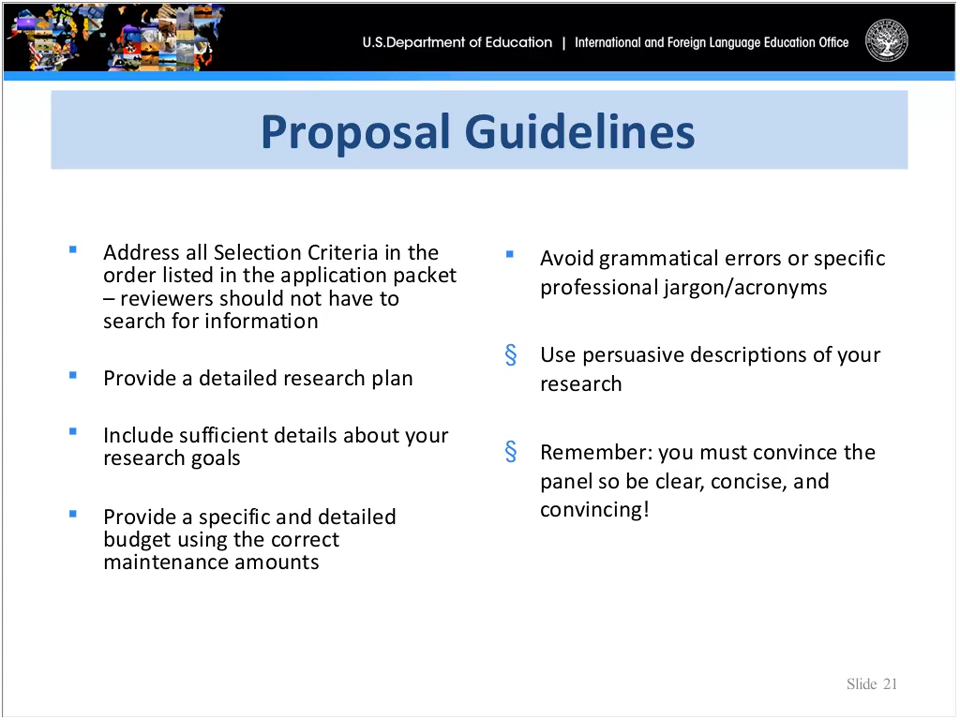 U.S.Department of Education | International and Foreign Language Education Office
Proposal Guidelines
▪ Address all Selection Criteria in the
order listed in the application packet
– reviewers should not have to
search for information
▪ Provide a detailed research plan
▪ Include sufficient details about your
research goals
▪ Provide a specific and detailed
budget using the correct
maintenance amounts
▪ Avoid grammatical errors or specific
professional jargon/acronyms
§ Use persuasive descriptions of your
research
§ Remember: you must convince the
panel so be clear, concise, and
convincing!
Slide 21